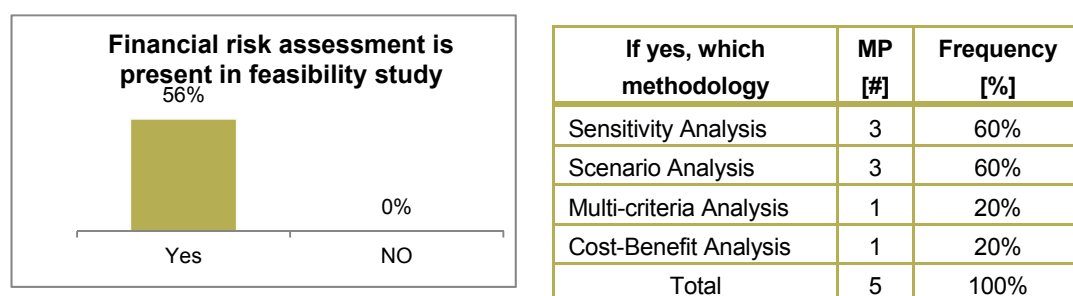 Financial risk assessment is
present in feasibility study
56%
0%
Yes NO
If yes, which methodology MP [#] Frequency [%]
Sensitivity Analysis 3 60%
Scenario Analysis 3 60%
Multi-criteria Analysis 1 20%
Cost-Benefit Analysis 1 20%
Total 5 100%